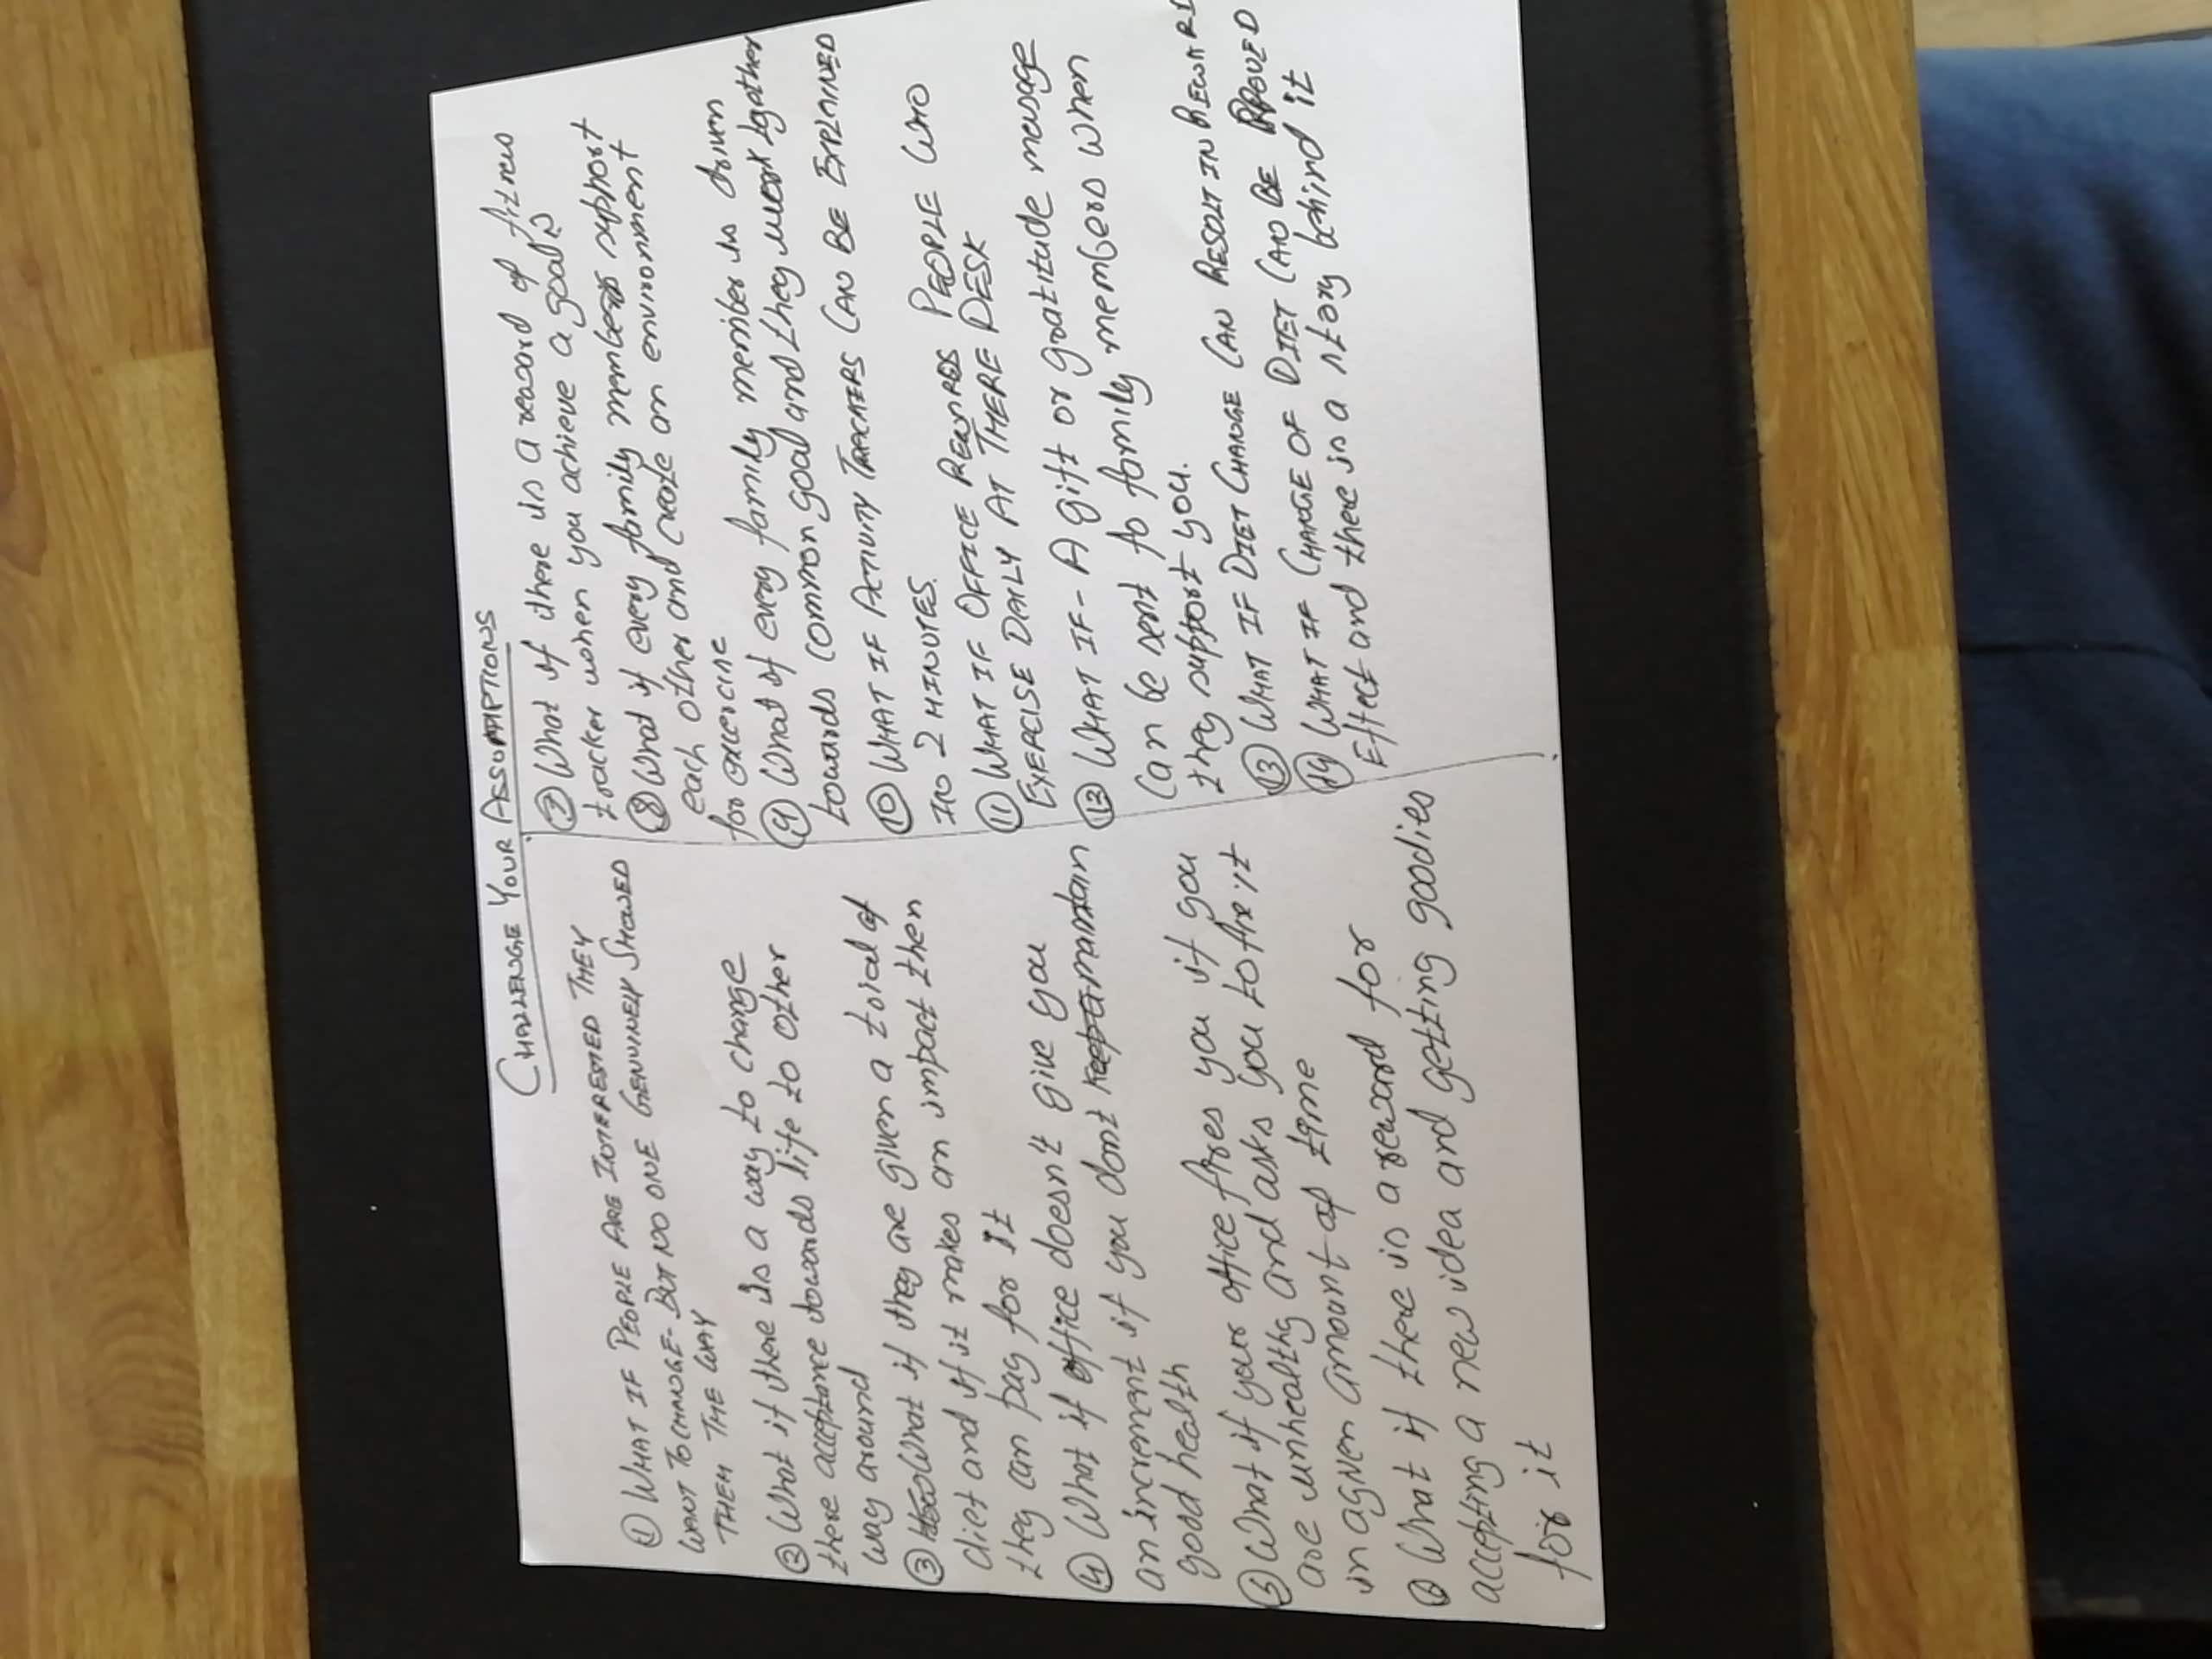 CHALLENGE YOUR ASSUMPTIONS
① WHAT IF PEOPLE ARE INTERESTED THEY
WANT TO CHANGE- BUT NO ONE GENUINELY SHOWED
THEM THE WAY
② What if there is a way to change
there acceptance towards life to other
way around
③ How What if they are given a trial of
diet and if it makes an impact then
they can pay for it
④ What if office doesn't give you
an increment if you dont keep a maintain
good health
⑤ What if your office fires you if you
are unhealthy and asks you to fix it
in a given amount of time
⑥ What if there is a reward for
accepting a new idea and getting goodies
for it
⑦ What if there is a reward of fitness
tracker when you achieve a goal?
⑧ What if every family members support
each other and create an environment
for excercise
⑨ What if every family member is driven
towards common goal and they work tgether
⑩ WHAT IF ACTIVITY TRACKERS CAN BE EXPLAINED
IN 2 MINUTES.
⑪ WHAT IF OFFICE REWARDS PEOPLE WHO
EXERCISE DAILY AT THERE DESK
WHAT IF- A gift or gratitude message
can be sent to family members when
they support you.
⑬ WHAT IF DIET CHANGE CAN RESULT IN REWARD
⑭ WHAT IF CHANGE OF DIET CAN BE PROVED
Effect and there is a story behind it